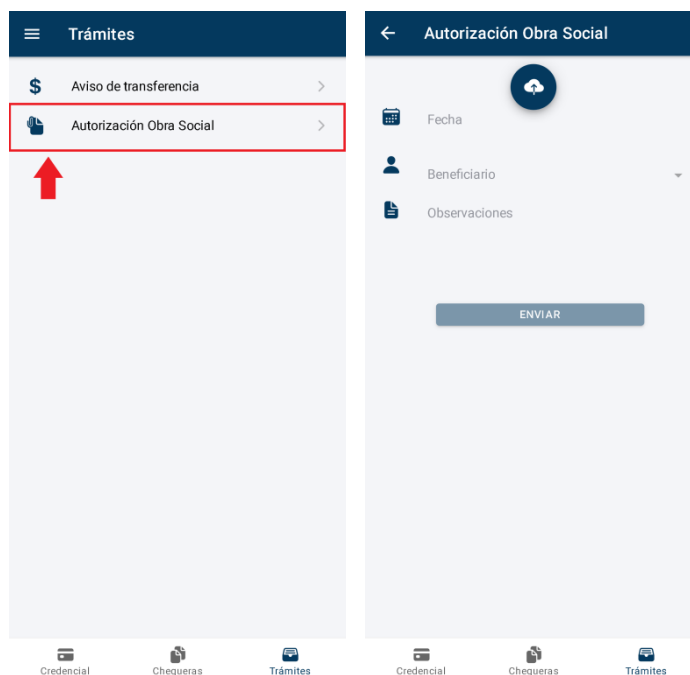 Trámites
$ Aviso de transferencia
Autorización Obra Social
Credencial Chequeras Trámites
Autorización Obra Social
Fecha
Beneficiario
Observaciones
ENVIAR
Credencial Chequeras Trámites